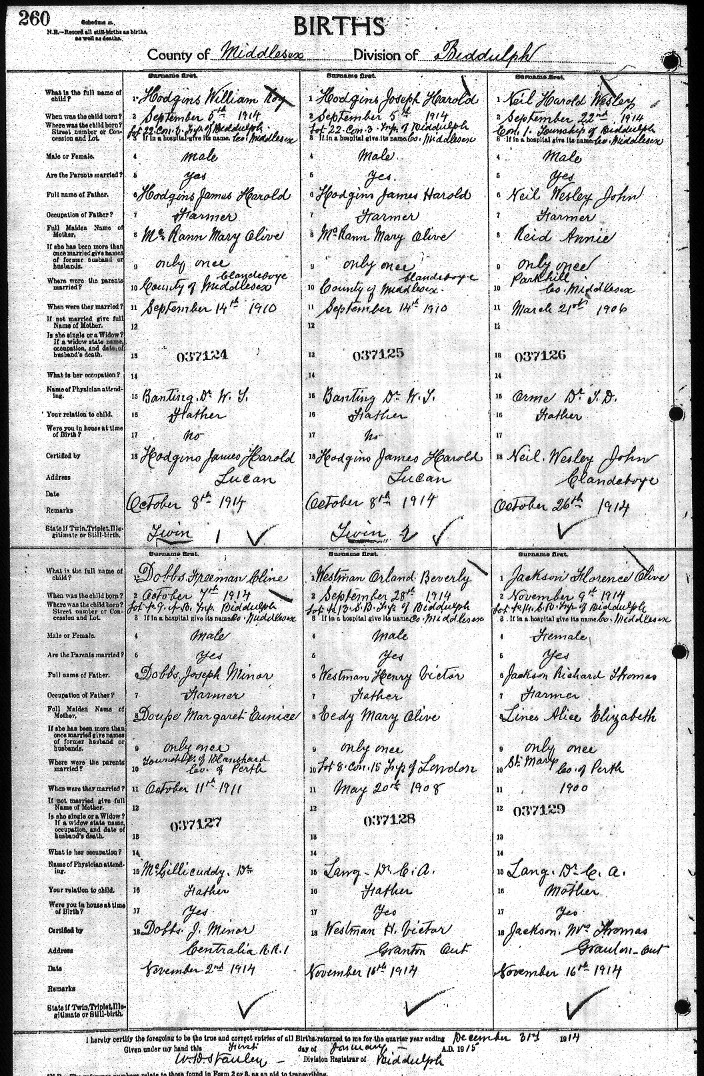 260
Schedule A.
N.B.—Record all still-births as births, as well as deaths.
BIRTHS
County of Middlesex Division of Biddulph
Surname first. Surname first. Surname first.
What is the full name of child? 1 Hodgins William Roy 1 Hodgins Joseph Harold 1 Neil Harold Wesley
When was the child born? 2 September 5th 1914 2 September 5th 1914 2 September 22nd 1914
Where was the child born? Street number or Concession and Lot. Lot 22 Con. 3. Twp of Biddulph Lot 22 Con. 3. Twp. of Biddulph Con. 1. Township of Biddulph
3 If in a hospital give its name. Co. Middlesex 3 If in a hospital give its name. Co. Middlesex 3 If in a hospital give its name. Co. Middlesex
Male or Female. 4 Male 4 Male 4 Male
Are the Parents married? 5 Yes 5 Yes. 5 Yes
Full name of Father. 6 Hodgins James Harold 6 Hodgins James Harold 6 Neil Wesley John
Occupation of Father? 7 Farmer 7 Farmer 7 Farmer
Full Maiden Name of Mother. 8 McRann Mary Olive 8 McRann Mary Olive 8 Reid Annie
If she has been more than once married give names of former husband or husbands. 9 only once 9 only once 9 only once
Where were the parents married? 10 Clandeboye County of Middlesex 10 Clandeboye County of Middlesex. 10 Parkhill Co. Middlesex
When were they married? 11 September 14th 1910 11 September 14th 1910 11 March 21st 1906
If not married give full Name of Mother. 12 12 12
Is she single or a Widow? If a widow state name, occupation, and date of husband's death. 13 037124 13 037125 13 037126
What is her occupation? 14 14 14
Name of Physician attending. 15 Banting. Dr. W. T. 15 Banting Dr. W. T. 15 Orme Dr. T. D.
Your relation to child. 16 Father 16 Father 16 Father
Were you in house at time of Birth? 17 No 17 No 17
Certified by 18 Hodgins James Harold 18 Hodgins James Harold 18 Neil. Wesley John
Address Lucan Lucan Clandeboye
Date October 8th 1914 October 8th 1914 October 26th 1914
Remarks
State if Twin, Triplet, Illegitimate or Still-birth. Twin 1 Twin 2
Surname first. Surname first. Surname first.
What is the full name of child? 1 Dobbs Freeman Cline 1 Westman Orland Beverly 1 Jackson Florence Olive
When was the child born? 2 October 7th 1914 2 September 28th 1914 2 November 9th 1914
Where was the child born? Street number or Concession and Lot. Twp Biddulph Twp of Biddulph Twp. of Biddulph
3 If in a hospital give its name. Co. Middlesex 3 If in a hospital give its name. Co. Middlesex 3 If in a hospital give its name. Co. Middlesex
Male or Female. 4 Male 4 Male 4 Female
Are the Parents married? 5 Yes 5 Yes 5 Yes
Full name of Father. 6 Dobbs, Joseph Minor 6 Westman Henry Victor 6 Jackson Richard Thomas
Occupation of Father? 7 Farmer 7 Father 7 Farmer
Full Maiden Name of Mother. 8 Doupe Margaret Eunice 8 Eedy Mary Olive 8 Lines Alice Elizabeth
If she has been more than once married give names of former husband or husbands. 9 only once 9 only once 9 only once
Where were the parents married? 10 Township of Blanshard Co. of Perth 10 Lot 8. Con. 15 Twp of London 10 St. Mary Co. of Perth
When were they married? 11 October 11th 1911 11 May 20th 1908 11 1900
If not married give full Name of Mother. 12 12 12
Is she single or a Widow? If a widow state name, occupation, and date of husband's death. 13 037127 13 037128 13 037129
What is her occupation? 14 14 14
Name of Physician attending. 15 McGillicuddy. Dr. 15 Lang. Dr. C. A. 15 Lang. Dr. C. A.
Your relation to child. 16 Father 16 Father 16 Mother
Were you in house at time of Birth? 17 Yes 17 Yes 17 Yes
Certified by 18 Dobbs. J. Minor 18 Westman H. Victor 18 Jackson. Mrs Thomas
Address Centralia R.R. 1 Granton Ont Granton Ont
Date November 2nd 1914 November 16th 1914 November 16th 1914
Remarks
State if Twin, Triplet, Illegitimate or Still-birth.
I hereby certify the foregoing to be the true and correct entries of all Births returned to me for the quarter year ending December 31st 1914
Given under my hand this first day of January A.D. 1915
W. D. Stanley Division Registrar of Biddulph